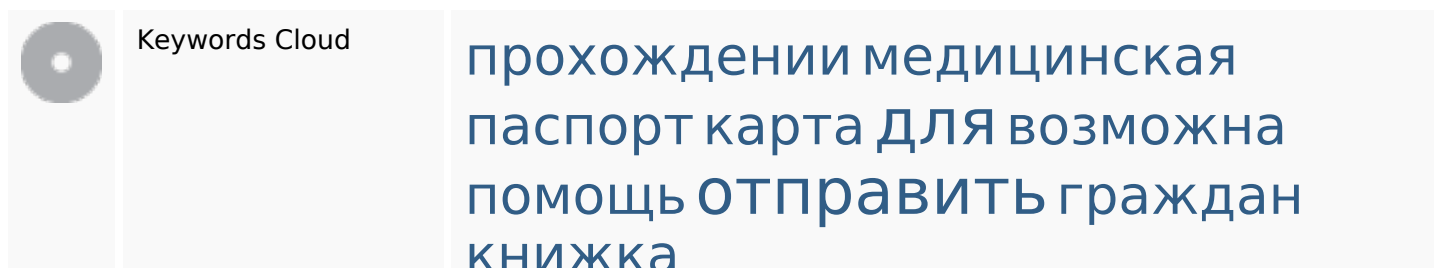 Keywords Cloud
прохождении медицинская
паспорт карта для возможна
помощь отправить граждан
книжка